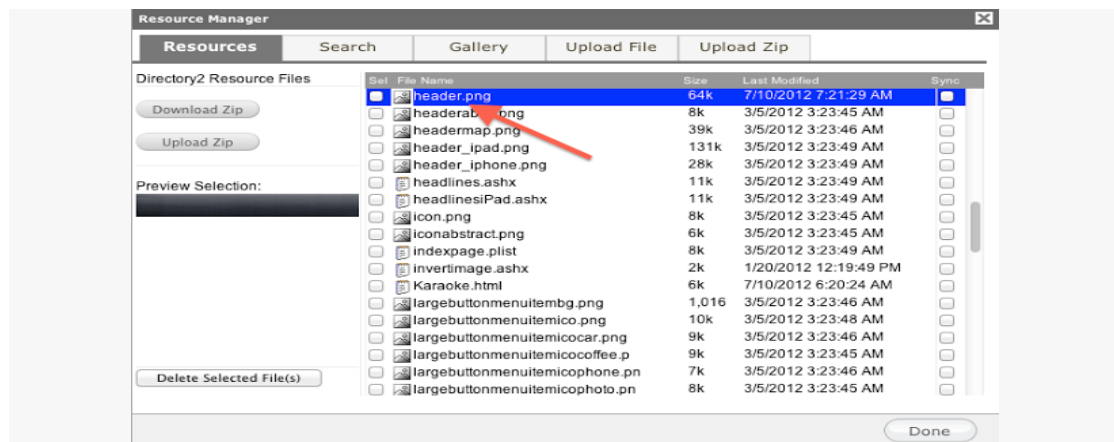 Resource Manager
Resources Search Gallery Upload File Upload Zip
Directory2 Resource Files
Download Zip
Upload Zip
Preview Selection:
Delete Selected File(s)
Sel File Name Size Last Modified Sync
header.png 64k 7/10/2012 7:21:29 AM
8k 3/5/2012 3:23:45 AM
headermap.png 39k 3/5/2012 3:23:46 AM
header_ipad.png 131k 3/5/2012 3:23:49 AM
header_iphone.png 28k 3/5/2012 3:23:49 AM
headlines.ashx 11k 3/5/2012 3:23:49 AM
headlinesiPad.ashx 11k 3/5/2012 3:23:49 AM
icon.png 8k 3/5/2012 3:23:45 AM
iconabstract.png 6k 3/5/2012 3:23:45 AM
indexpage.plist 8k 3/5/2012 3:23:49 AM
invertimage.ashx 2k 1/20/2012 12:19:49 PM
Karaoke.html 6k 7/10/2012 6:20:24 AM
largebuttonmenuitembg.png 1,016 3/5/2012 3:23:46 AM
largebuttonmenuitemico.png 10k 3/5/2012 3:23:48 AM
largebuttonmenuitemicocar.png 9k 3/5/2012 3:23:46 AM
largebuttonmenuitemicocoffee.p 9k 3/5/2012 3:23:45 AM
largebuttonmenuitemicophone.pn 7k 3/5/2012 3:23:46 AM
largebuttonmenuitemicophoto.pn 8k 3/5/2012 3:23:45 AM
Done